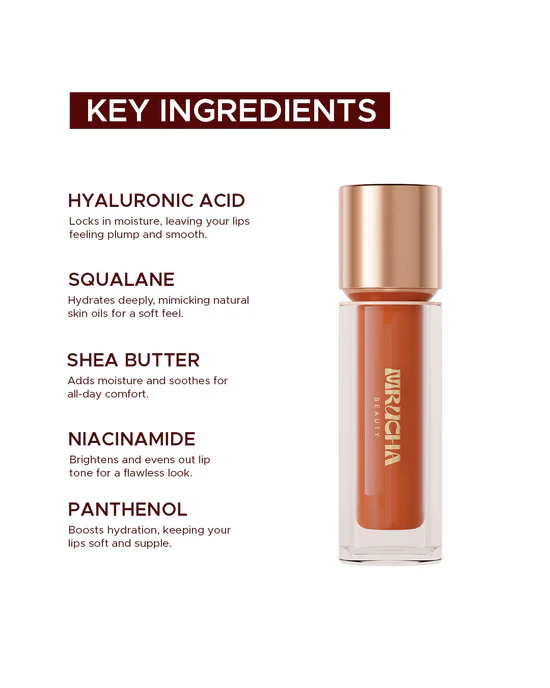 KEY INGREDIENTS
HYALURONIC ACID
Locks in moisture, leaving your lips
feeling plump and smooth.
SQUALANE
Hydrates deeply, mimicking natural
skin oils for a soft feel.
SHEA BUTTER
Adds moisture and soothes for
all-day comfort.
NIACINAMIDE
Brightens and evens out lip
tone for a flawless look.
PANTHENOL
Boosts hydration, keeping your
lips soft and supple.
MRUCHA
BEAUTY